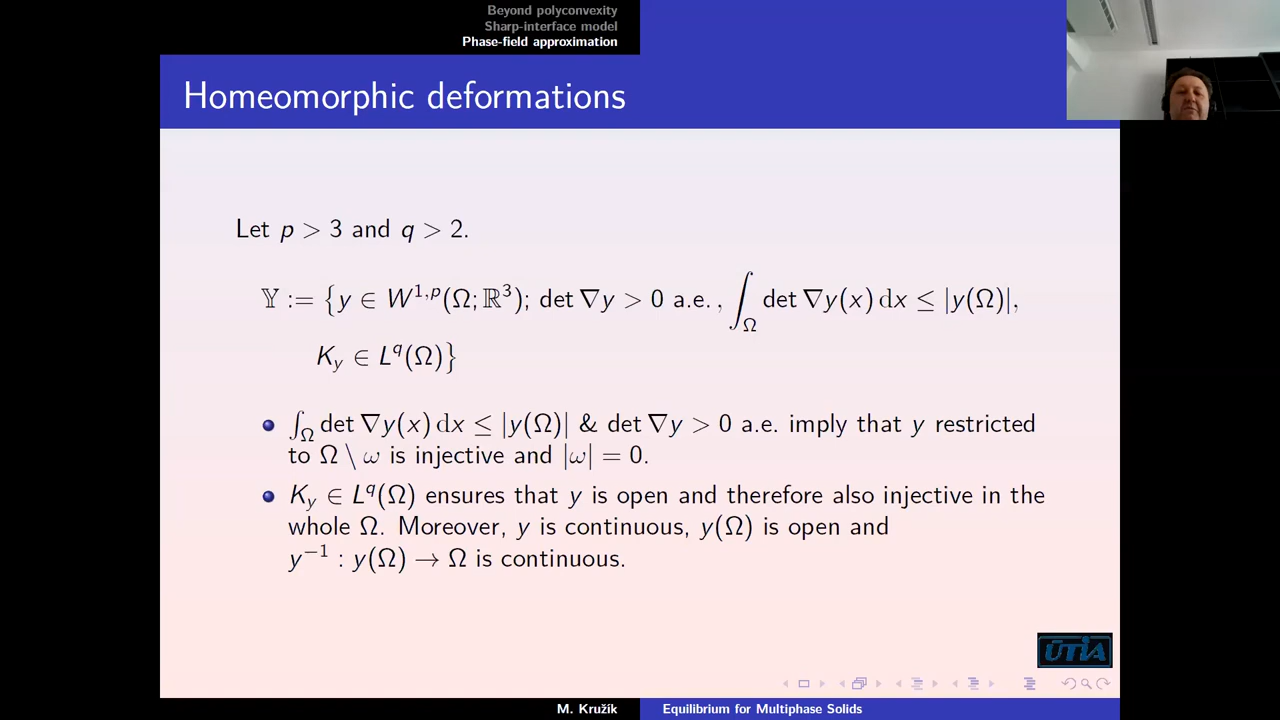 Beyond polyconvexity
Sharp-interface model
Phase-field approximation
Homeomorphic deformations
Let p > 3 and q > 2.
𝕐 := {y ∈ W^{1,p}(Ω; ℝ³); det ∇y > 0 a.e., ∫_Ω det ∇y(x) dx ≤ |y(Ω)|,
K_y ∈ L^q(Ω)}
∫_Ω det ∇y(x) dx ≤ |y(Ω)| & det ∇y > 0 a.e. imply that y restricted
to Ω \ ω is injective and |ω| = 0.
K_y ∈ L^q(Ω) ensures that y is open and therefore also injective in the
whole Ω. Moreover, y is continuous, y(Ω) is open and
y^{−1} : y(Ω) → Ω is continuous.
ÚTIA
M. Kružík
Equilibrium for Multiphase Solids